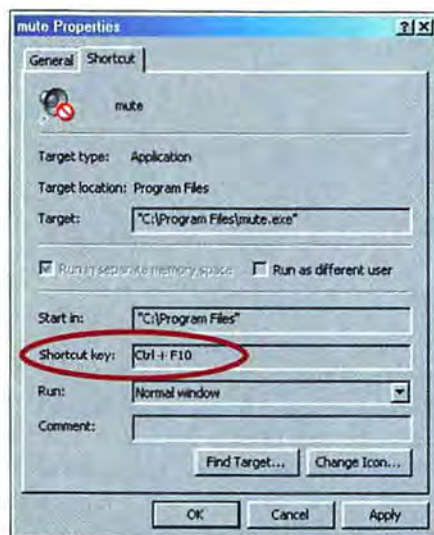 mute Properties
General Shortcut
mute
Target type: Application
Target location: Program Files
Target: "C:\Program Files\mute.exe"
Run in separate memory space Run as different user
Start in: "C:\Program Files"
Shortcut key: Ctrl + F10
Run: Normal window
Comment:
Find Target... Change Icon...
OK Cancel Apply